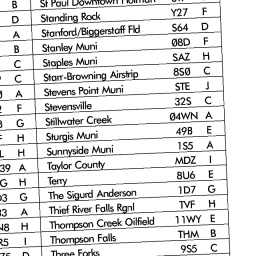 B St Paul Downtown Holman
D Standing Rock Y27 F
A Stanford/Biggerstaff Fld S64 D
B Stanley Muni 08D F
C Staples Muni SAZ H
C Starr-Browning Airstrip 8S0 C
A Stevens Point Muni STE J
F Stevensville 32S C
G Stillwater Creek 04WN A
H Sturgis Muni 49B E
H Sunnyside Muni 1S5 A
39 A Taylor County MDZ I
G H Terry 8U6 E
G The Sigurd Anderson 1D7 G
A Thief River Falls Rgnl TVF H
H Thompson Creek Oilfield 11WY E
I Thompson Falls THM B
D Three Forks 9S5 C